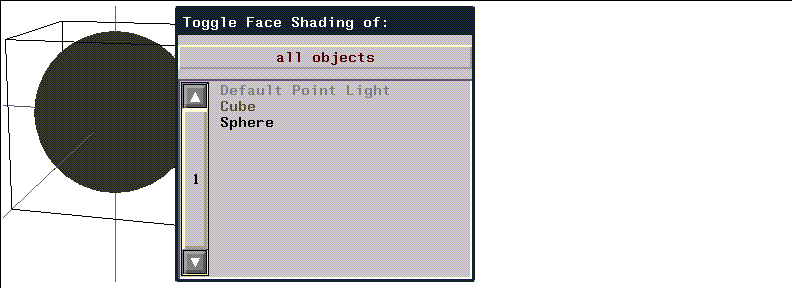 Toggle Face Shading of:
all objects
Default Point Light
Cube
Sphere
1